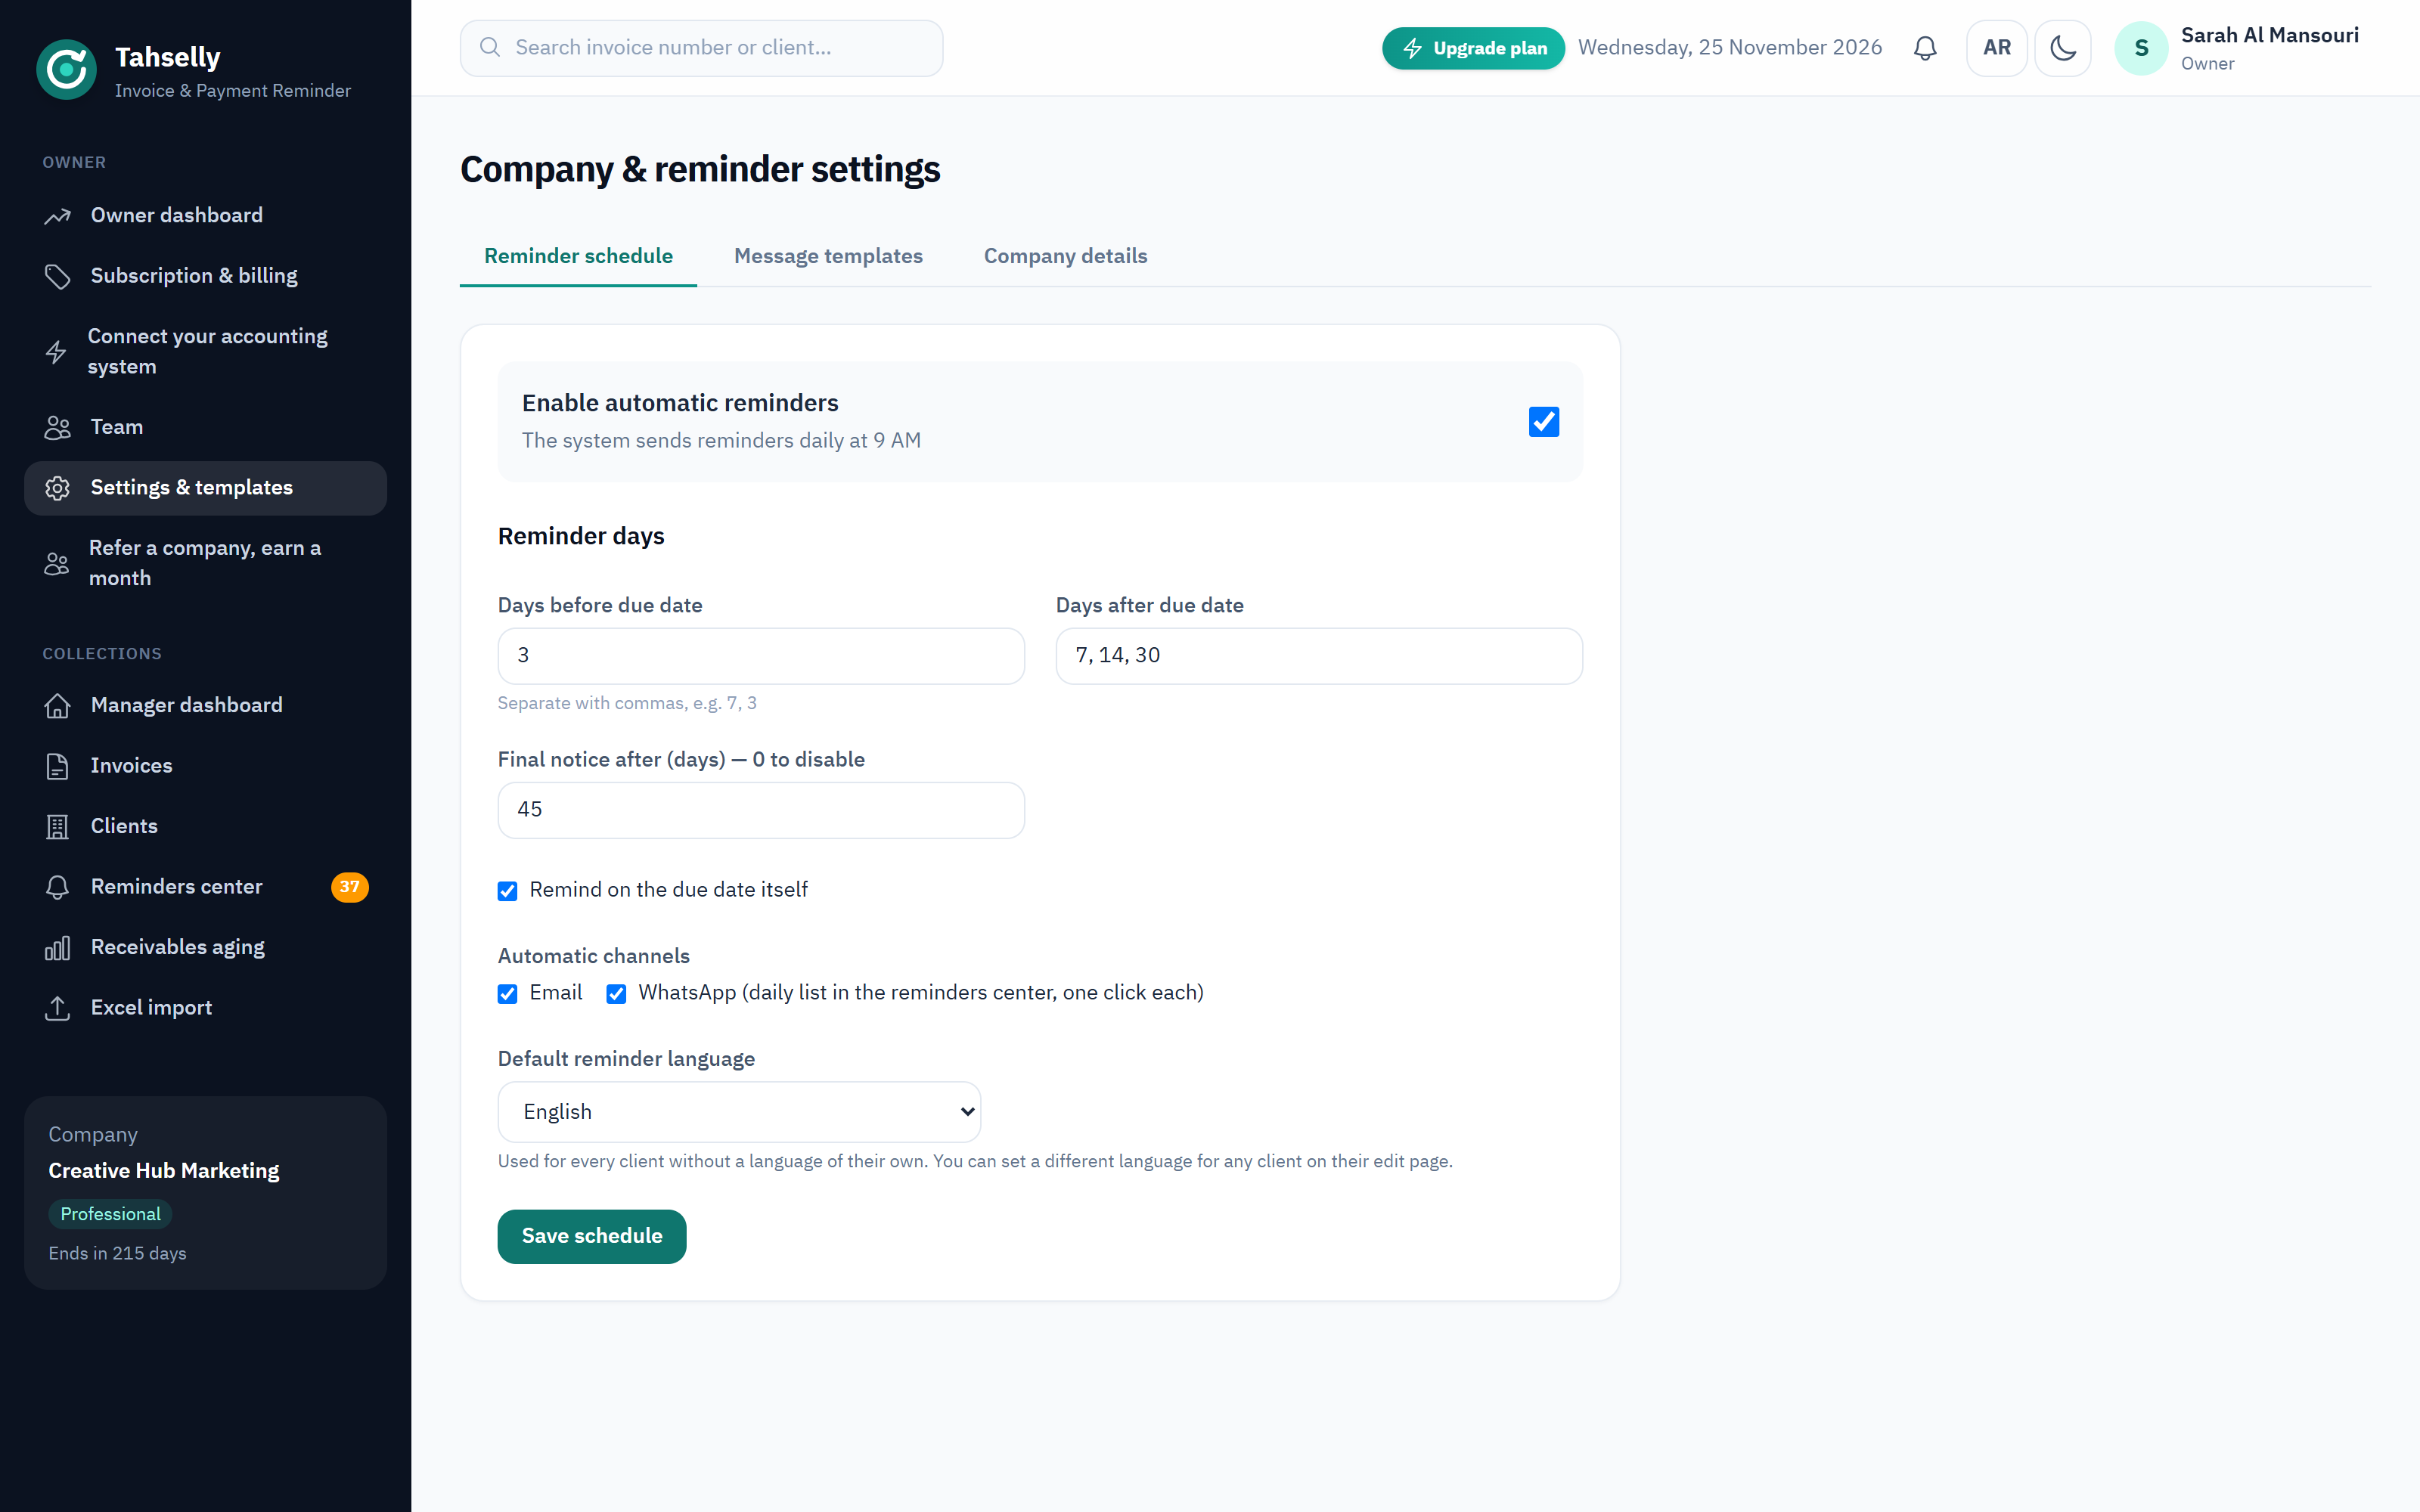 Tahselly
Invoice & Payment Reminder
OWNER
Owner dashboard
Subscription & billing
Connect your accounting
system
Team
Settings & templates
Refer a company, earn a
month
COLLECTIONS
Manager dashboard
Invoices
Clients
Reminders center 37
Receivables aging
Excel import
Company
Creative Hub Marketing
Professional
Ends in 215 days
Search invoice number or client...
Upgrade plan
Wednesday, 25 November 2026
AR
S
Sarah Al Mansouri
Owner
Company & reminder settings
Reminder schedule Message templates Company details
Enable automatic reminders
The system sends reminders daily at 9 AM
Reminder days
Days before due date Days after due date
3 7, 14, 30
Separate with commas, e.g. 7, 3
Final notice after (days) — 0 to disable
45
Remind on the due date itself
Automatic channels
Email WhatsApp (daily list in the reminders center, one click each)
Default reminder language
English
Used for every client without a language of their own. You can set a different language for any client on their edit page.
Save schedule